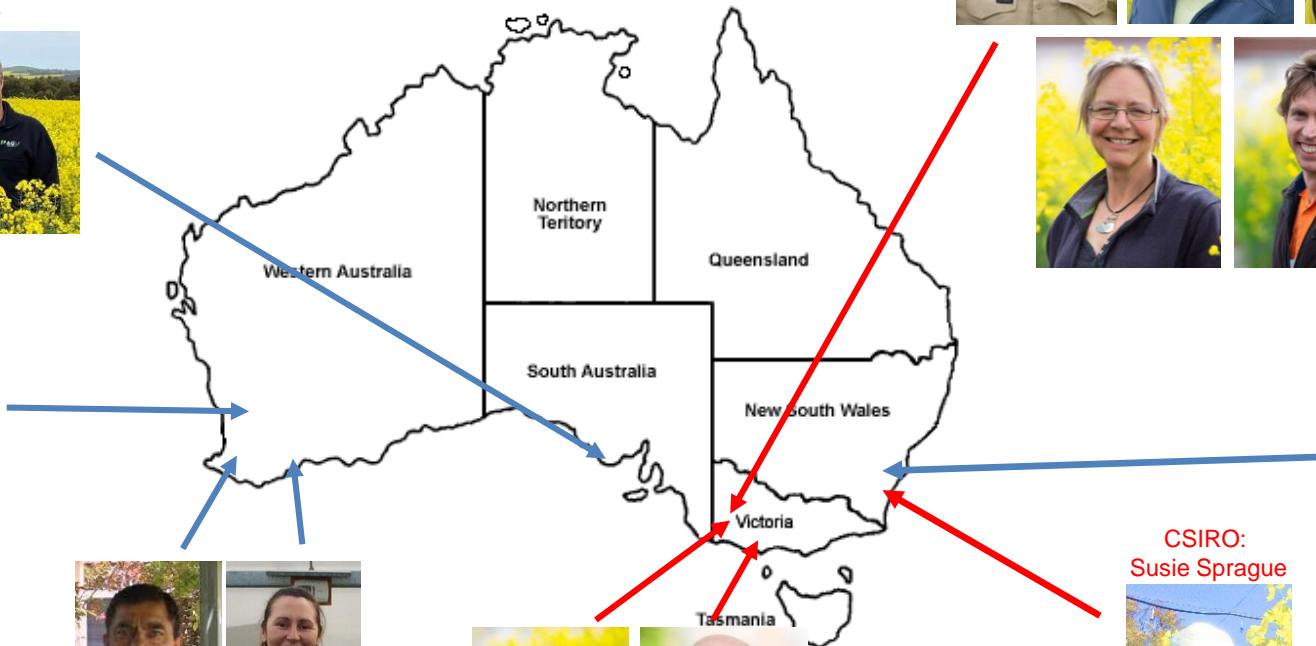 Northern
Teritory
Queensland
Western Australia
South Australia
New South Wales
Victoria
CSIRO:
Susie Sprague
Tasmania